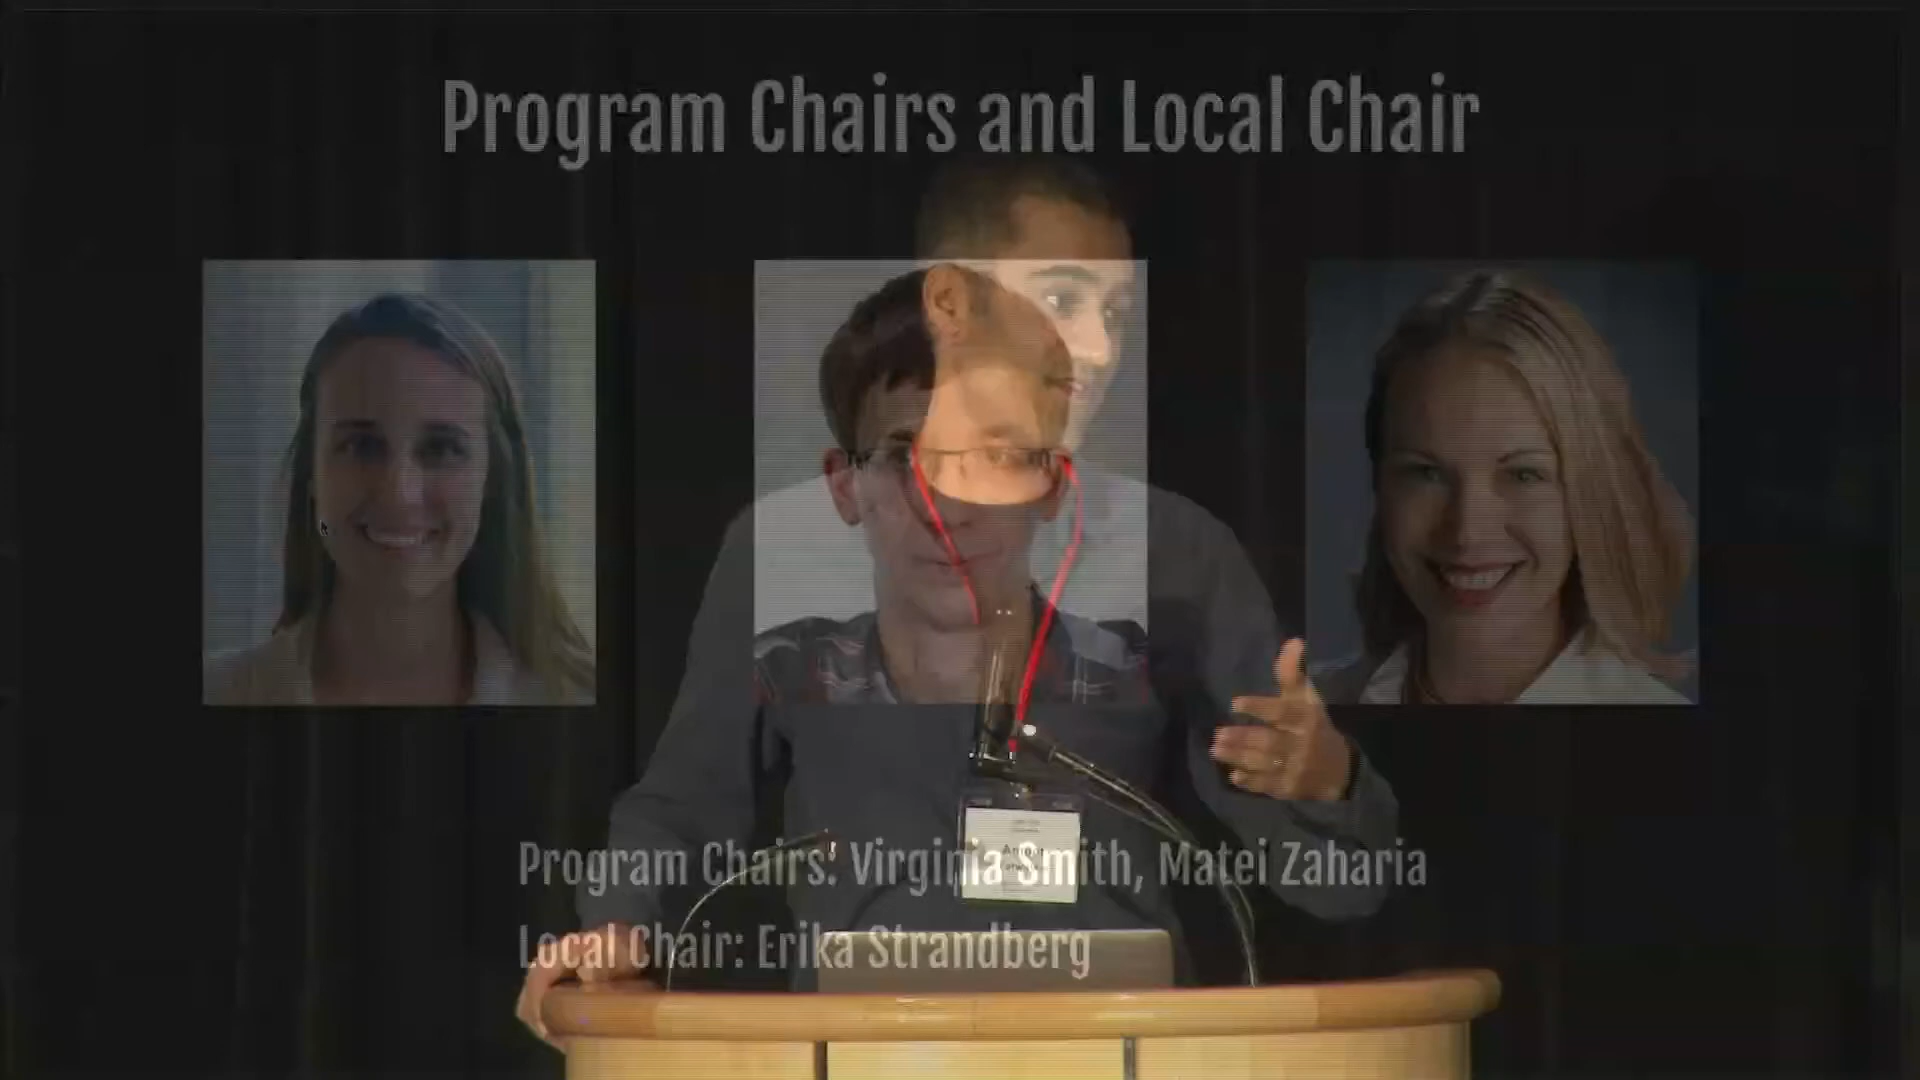 Program Chairs and Local Chair
Program Chairs: Virginia Smith, Matei Zaharia
Local Chair: Erika Strandberg